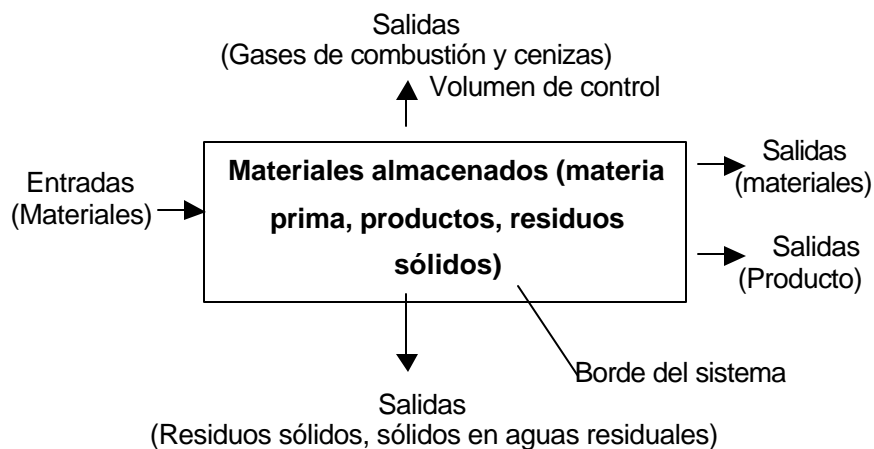 Salidas
(Gases de combustión y cenizas)
Volumen de control
Entradas
(Materiales)
Materiales almacenados (materia
prima, productos, residuos
sólidos)
Salidas
(materiales)
Salidas
(Producto)
Borde del sistema
Salidas
(Residuos sólidos, sólidos en aguas residuales)